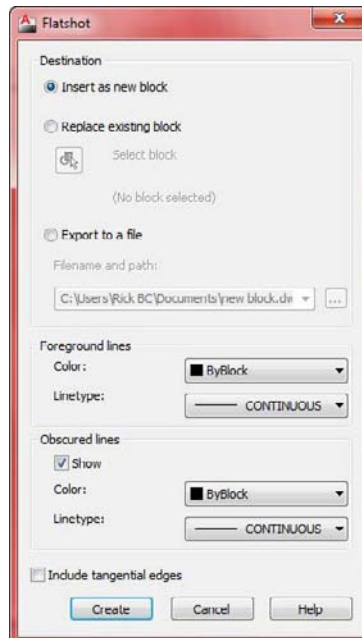 Flatshot
Destination
Insert as new block
Replace existing block
Select block
(No block selected)
Export to a file
Filename and path:
C:\Users\Rick BC\Documents\new block.dw
...
Foreground lines
Color:
ByBlock
Linetype:
CONTINUOUS
Obscured lines
Show
Color:
ByBlock
Linetype:
CONTINUOUS
Include tangential edges
Create
Cancel
Help